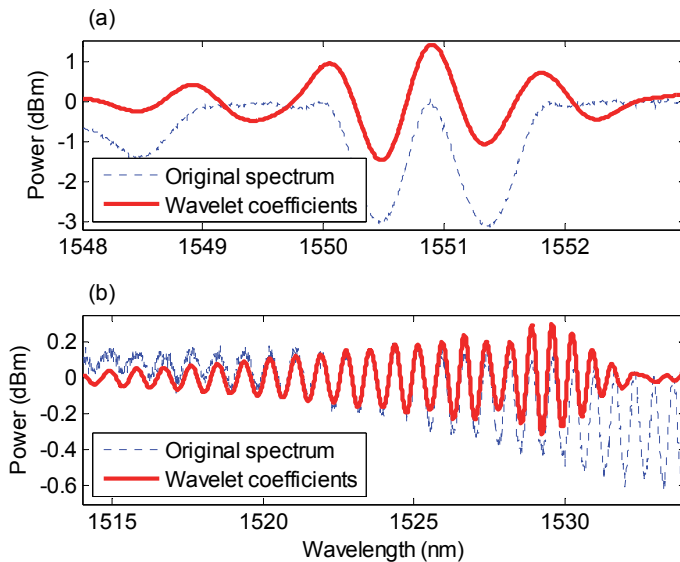 (a)
1
0
-1
-2
-3
Power (dBm)
Original spectrum
Wavelet coefficients
1548 1549 1550 1551 1552
(b)
0.2
0
-0.2
-0.4
-0.6
Power (dBm)
Original spectrum
Wavelet coefficients
1515 1520 1525 1530
Wavelength (nm)